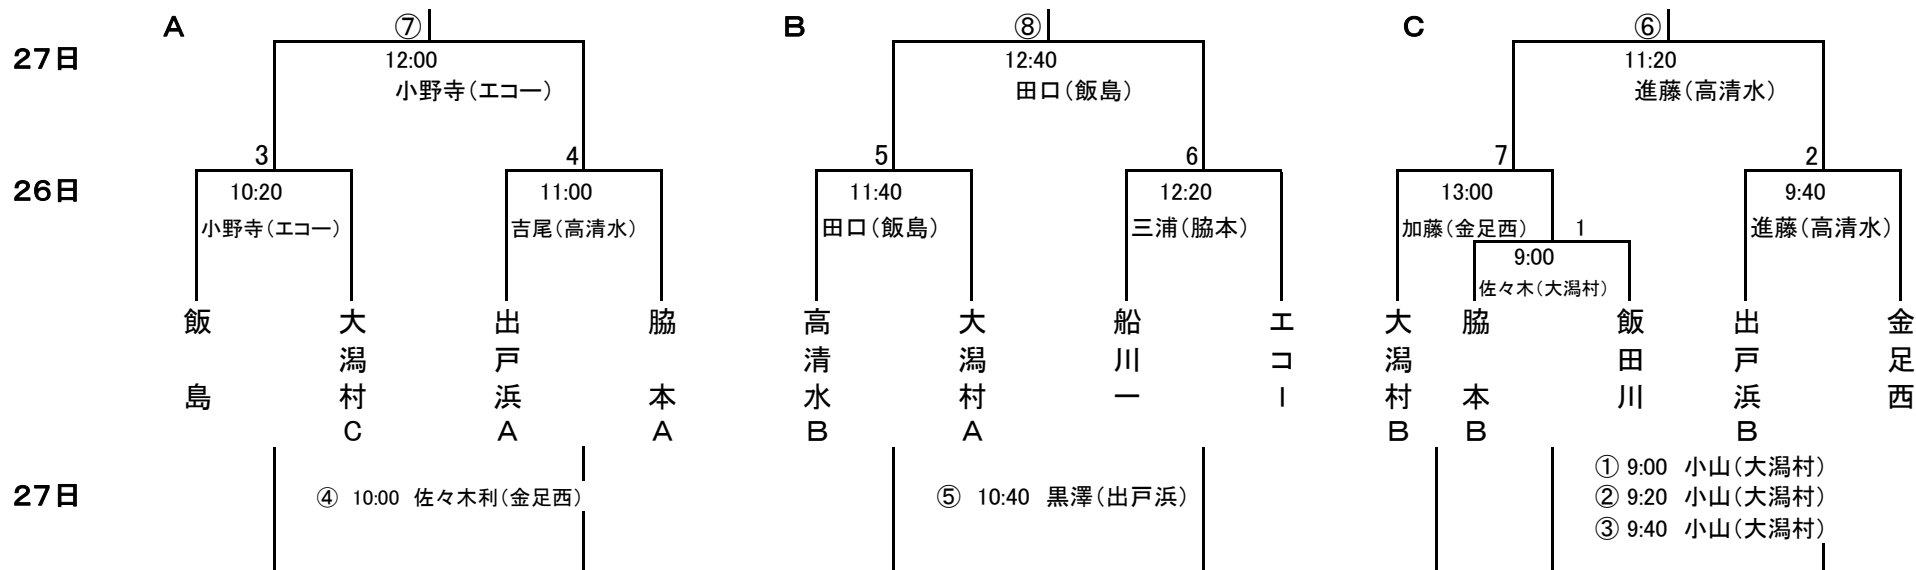 A ⑦ B ⑧ C ⑥
27日 12:00 12:40 11:20
小野寺（エコー） 田口（飯島） 進藤（高清水）
3 4 5 6 7 2
26日 10:20 11:00 11:40 12:20 13:00 9:40
小野寺（エコー） 吉尾（高清水） 田口（飯島） 三浦（脇本） 加藤（金足西） 1 進藤（高清水）
9:00
佐々木（大潟村）
飯島
大潟村C
出戸浜A
脇本A
高清水B
大潟村A
船川一
エコー
大潟村B
脇本B
飯田川
出戸浜B
金足西
① 9:00 小山（大潟村）
27日 ④ 10:00 佐々木利（金足西） ⑤ 10:40 黒澤（出戸浜） ② 9:20 小山（大潟村）
③ 9:40 小山（大潟村）